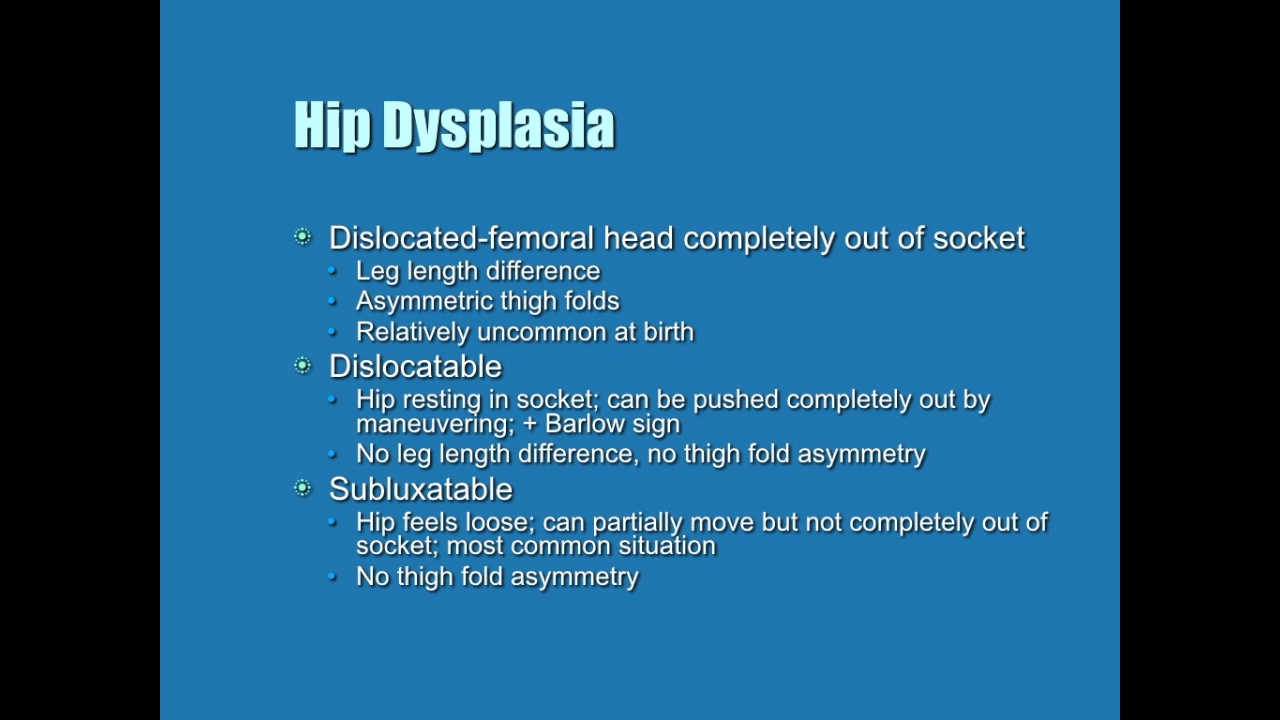 Hip Dysplasia
Dislocated-femoral head completely out of socket
Leg length difference
Asymmetric thigh folds
Relatively uncommon at birth
Dislocatable
Hip resting in socket; can be pushed completely out by
maneuvering; + Barlow sign
No leg length difference, no thigh fold asymmetry
Subluxatable
Hip feels loose; can partially move but not completely out of
socket; most common situation
No thigh fold asymmetry